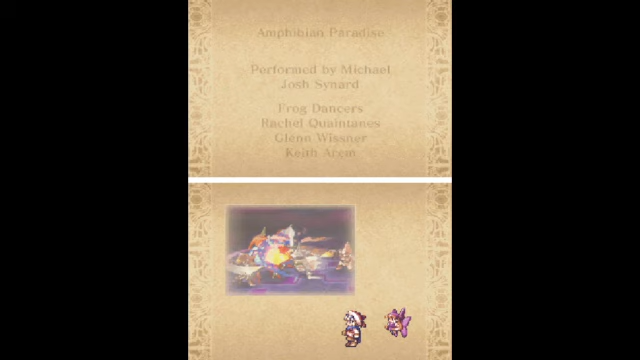 Amphibian Paradise
Performed by Michael
Josh Synard
Frog Dancers
Rachel Quaintanes
Glenn Wissner
Keith Arem